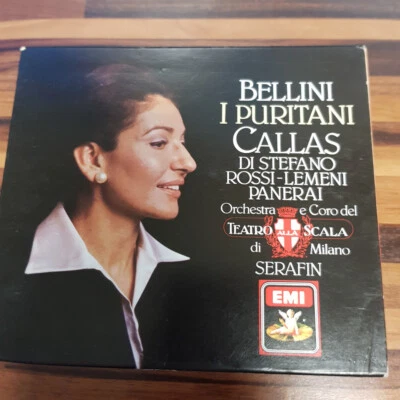 BELLINI
I PURITANI
CALLAS
DI STEFANO
ROSSI-LEMENI
PANERAI
Orchestra e Coro del
TEATRO ALLA SCALA
di Milano
SERAFIN
EMI